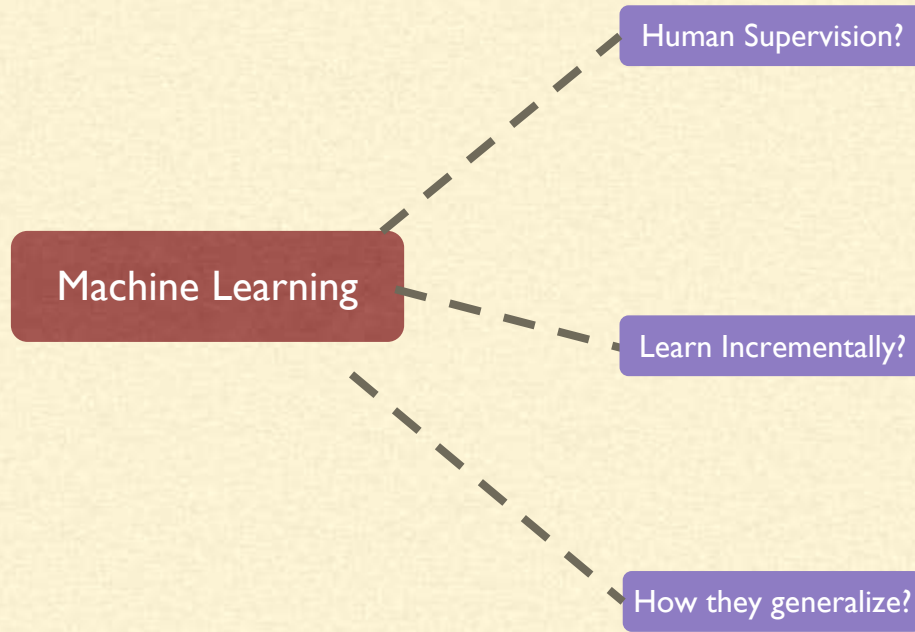 Human Supervision?
Machine Learning
Learn Incrementally?
How they generalize?